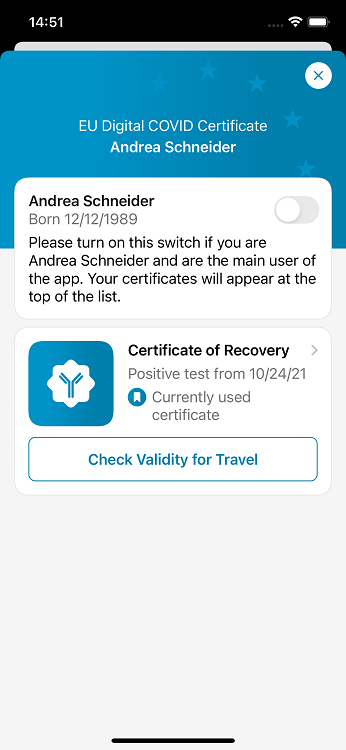 14:51
EU Digital COVID Certificate
Andrea Schneider
Andrea Schneider
Born 12/12/1989
Please turn on this switch if you are
Andrea Schneider and are the main user of
the app. Your certificates will appear at the
top of the list.
Certificate of Recovery
Positive test from 10/24/21
Currently used
certificate
Check Validity for Travel